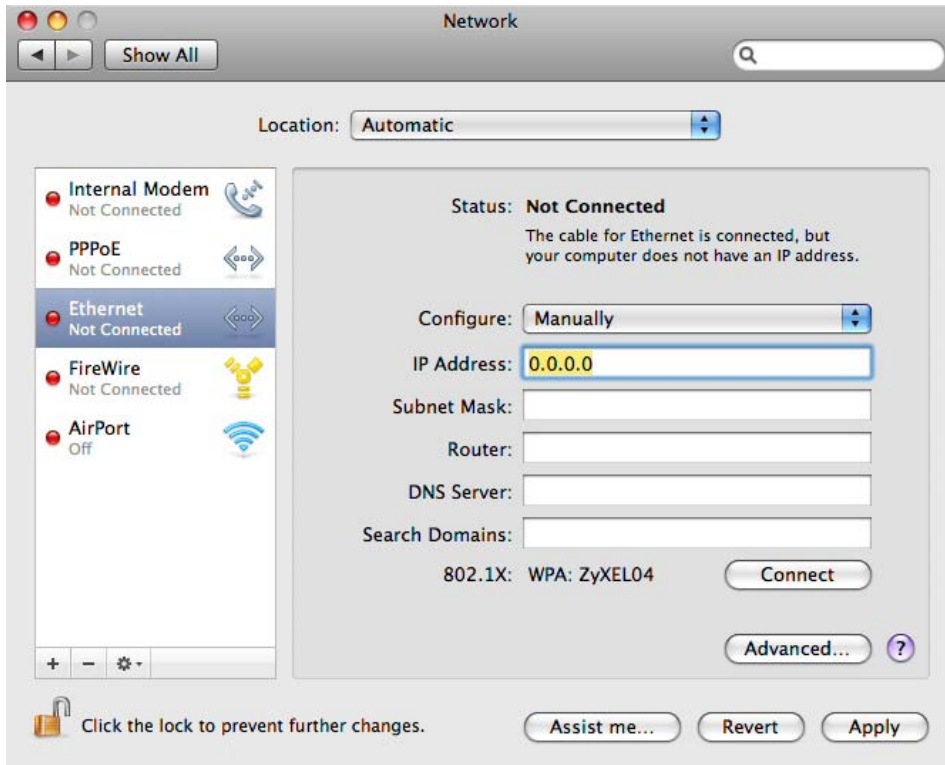 Network
Show All
Location: Automatic
Internal Modem
Not Connected
PPPoE
Not Connected
Ethernet
Not Connected
FireWire
Not Connected
AirPort
Off
Status: Not Connected
The cable for Ethernet is connected, but
your computer does not have an IP address.
Configure: Manually
IP Address: 0.0.0.0
Subnet Mask:
Router:
DNS Server:
Search Domains:
802.1X: WPA: ZyXEL04 Connect
Advanced... ?
Click the lock to prevent further changes.
Assist me... Revert Apply